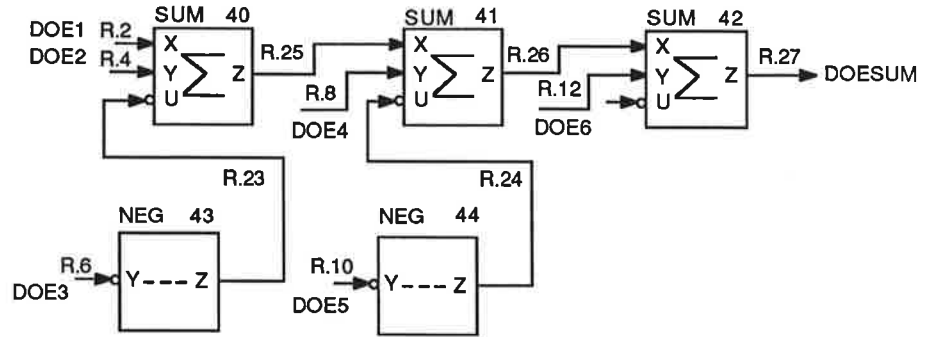 SUM 40
SUM 41
SUM 42
DOE1 R.2
DOE2 R.4
X
Y
U
Z
R.25
R.8
DOE4
X
Y
U
Z
R.26
R.12
DOE6
X
Y
U
Z
R.27
DOESUM
R.23
R.24
NEG 43
NEG 44
R.6
DOE3
Y---- Z
R.10
DOE5
Y---- Z